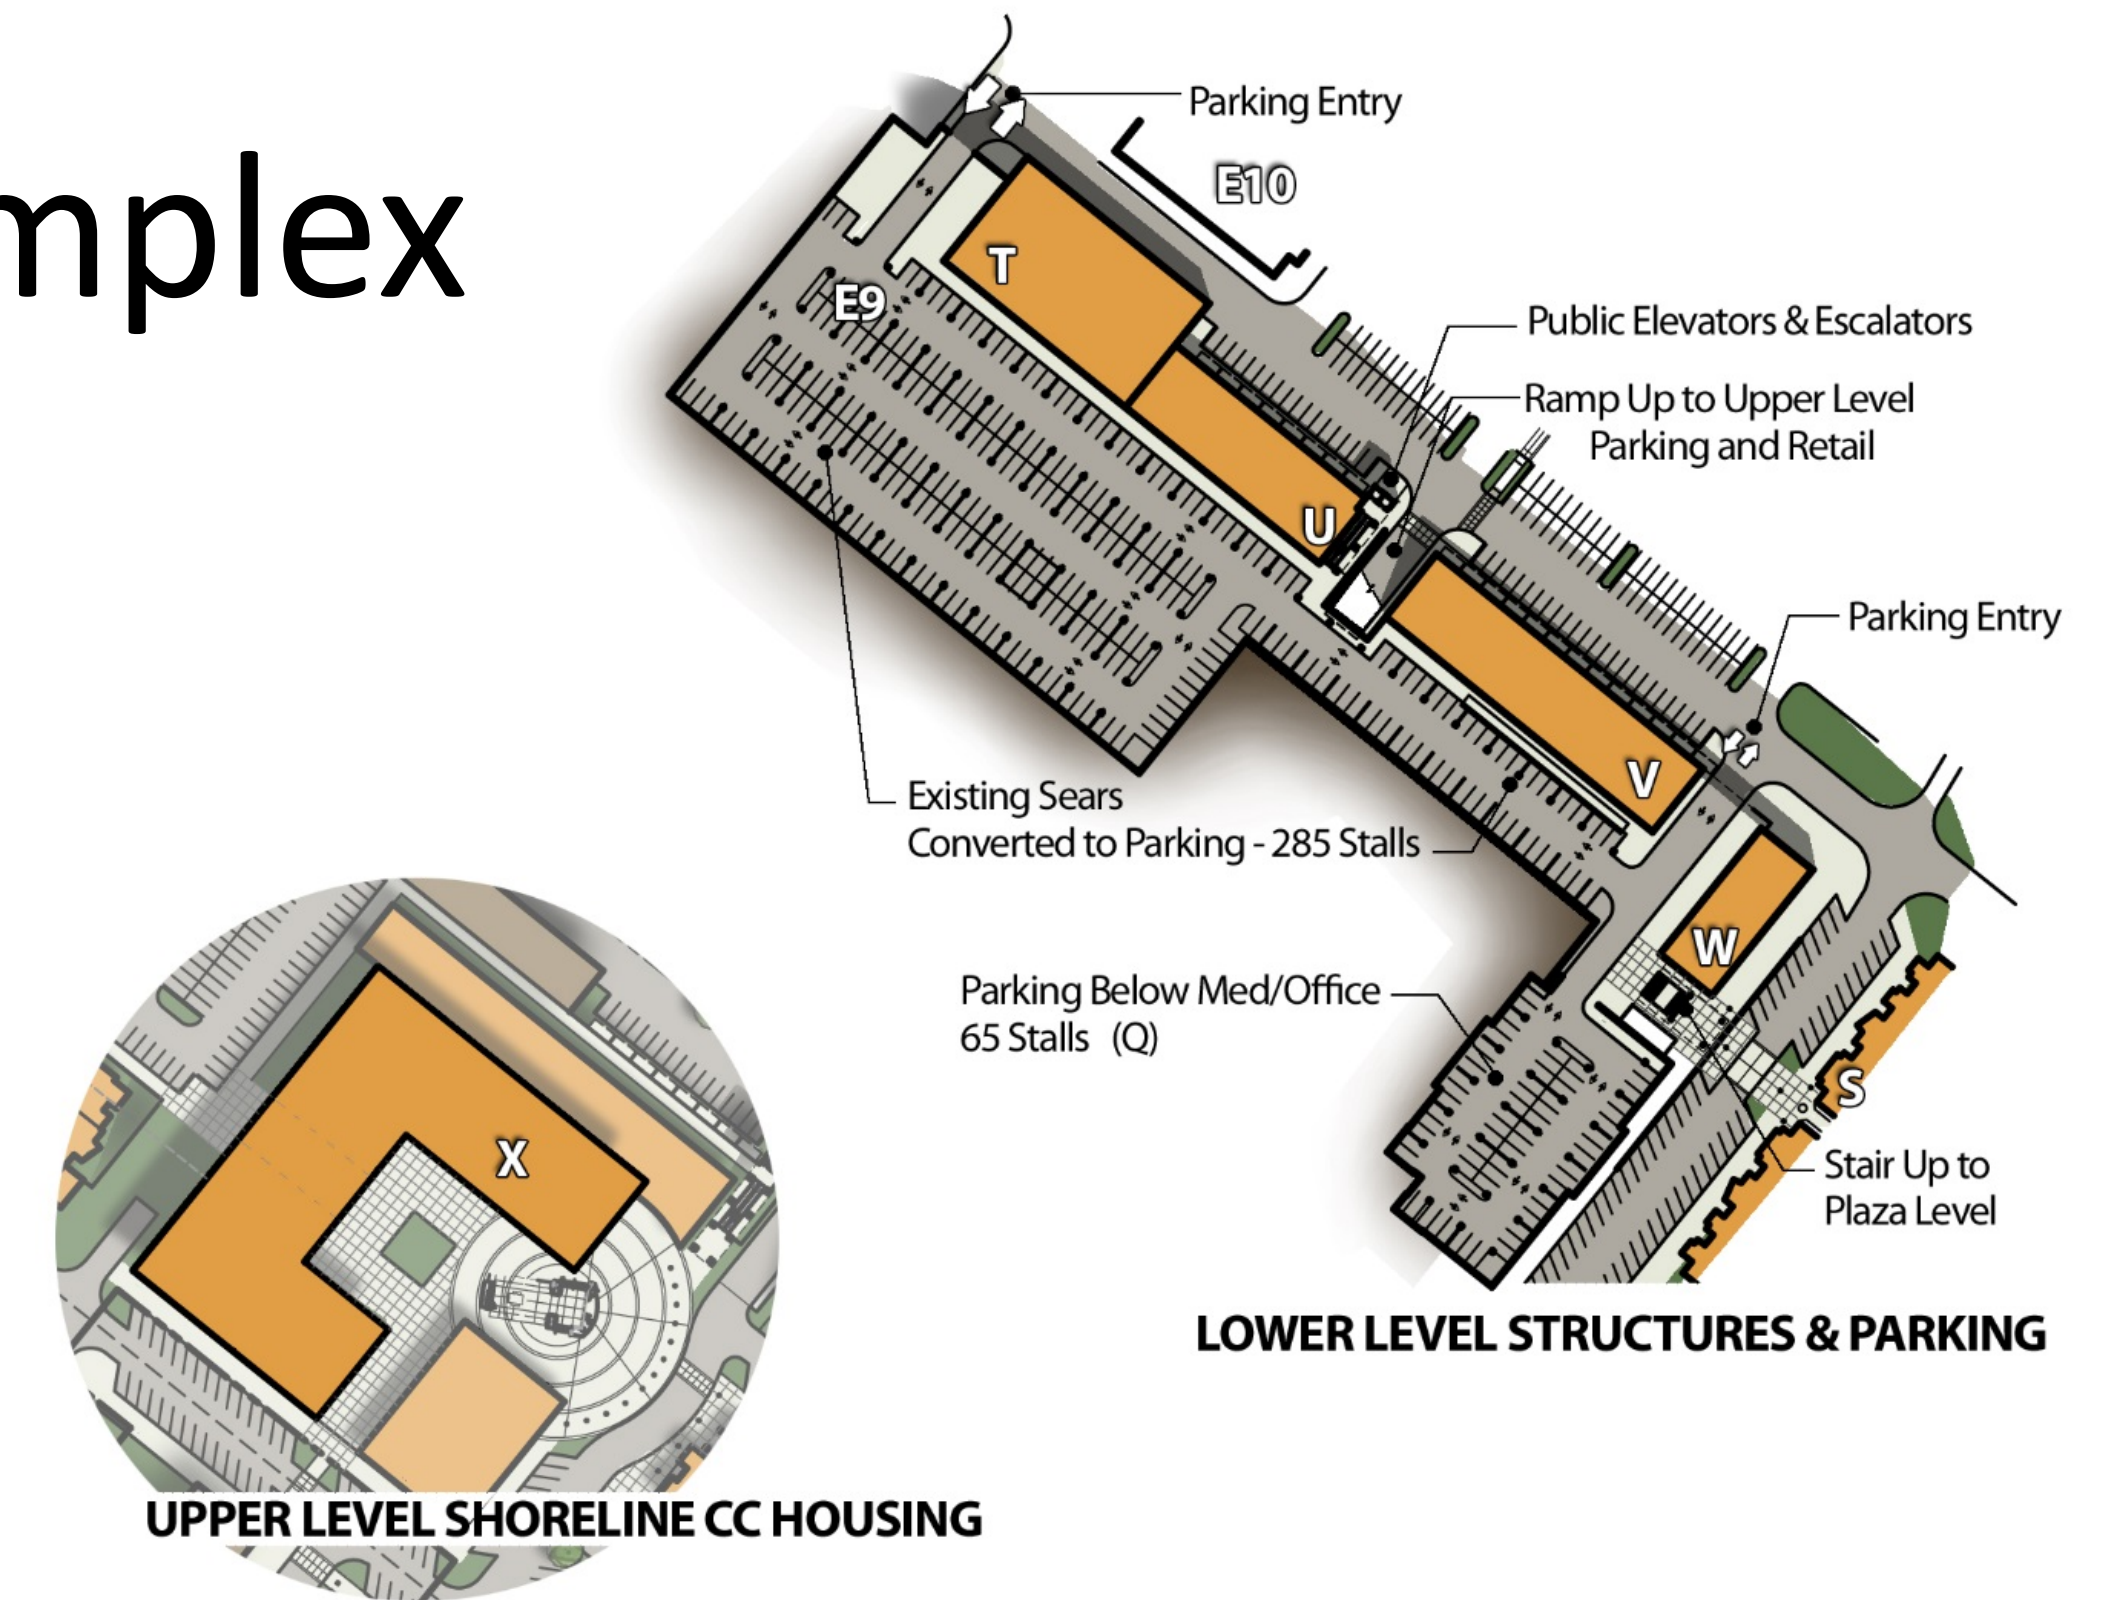 mplex
Parking Entry
E10
T
E9
Public Elevators & Escalators
Ramp Up to Upper Level
Parking and Retail
U
Parking Entry
V
Existing Sears
Converted to Parking - 285 Stalls
W
Parking Below Med/Office
65 Stalls (Q)
S
X
Stair Up to
Plaza Level
LOWER LEVEL STRUCTURES & PARKING
UPPER LEVEL SHORELINE CC HOUSING